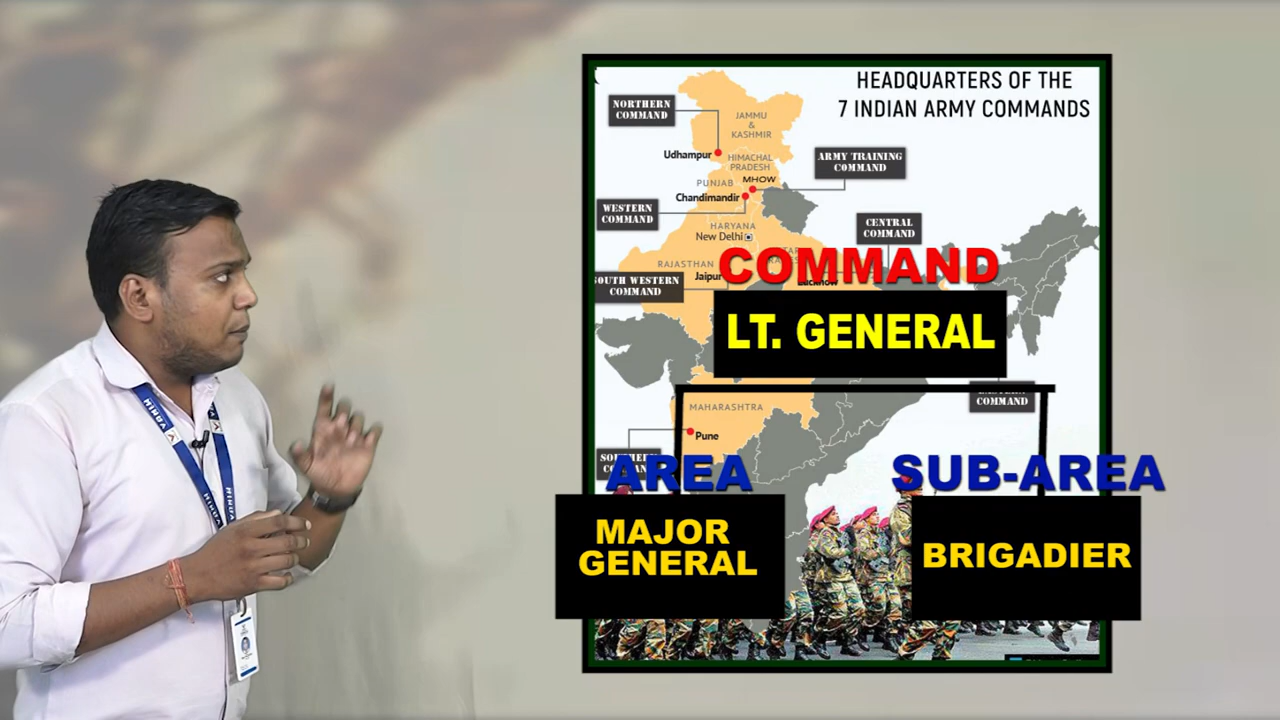 HEADQUARTERS OF THE
7 INDIAN ARMY COMMANDS
NORTHERN
COMMAND
JAMMU
&
KASHMIR
Udhampur
HIMACHAL
PRADESH
ARMY TRAINING
COMMAND
PUNJAB
MHOW
Chandimandir
WESTERN
COMMAND
HARYANA
New Delhi
CENTRAL
COMMAND
RAJASTHAN
Jaipur
SOUTH WESTERN
COMMAND
COMMAND
Lucknow
LT. GENERAL
COMMAND
MAHARASHTRA
Pune
AREA
SUB-AREA
MAJOR
GENERAL
BRIGADIER